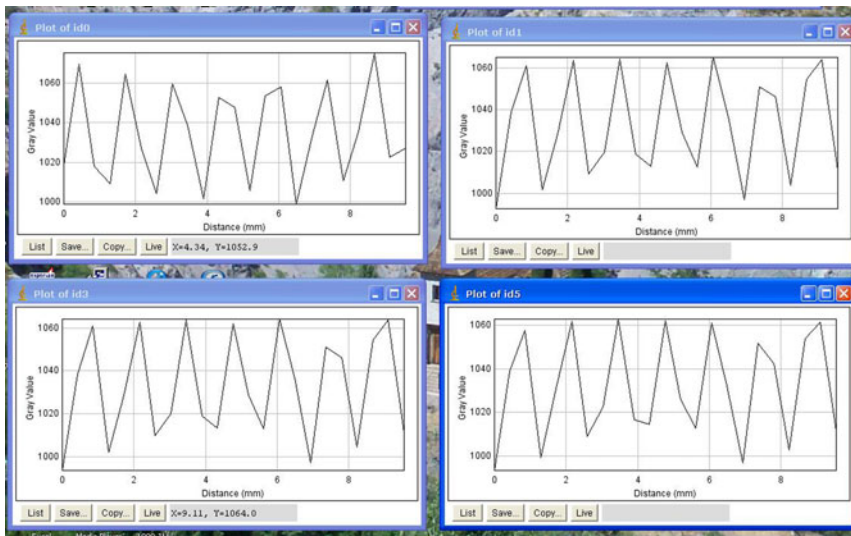 Plot of id0
1060
1040
1020
1000
Gray Value
0
2
4
6
8
Distance (mm)
List
Save...
Copy...
Live
X=4.34, Y=1052.9
Plot of id1
1060
1040
1020
1000
Gray Value
0
2
4
6
8
Distance (mm)
List
Save...
Copy...
Live
Plot of id3
1060
1040
1020
1000
Gray Value
0
2
4
6
8
Distance (mm)
List
Save...
Copy...
Live
X=9.11, Y=1064.0
Plot of id5
1060
1040
1020
1000
Gray Value
0
2
4
6
8
Distance (mm)
List
Save...
Copy...
Live